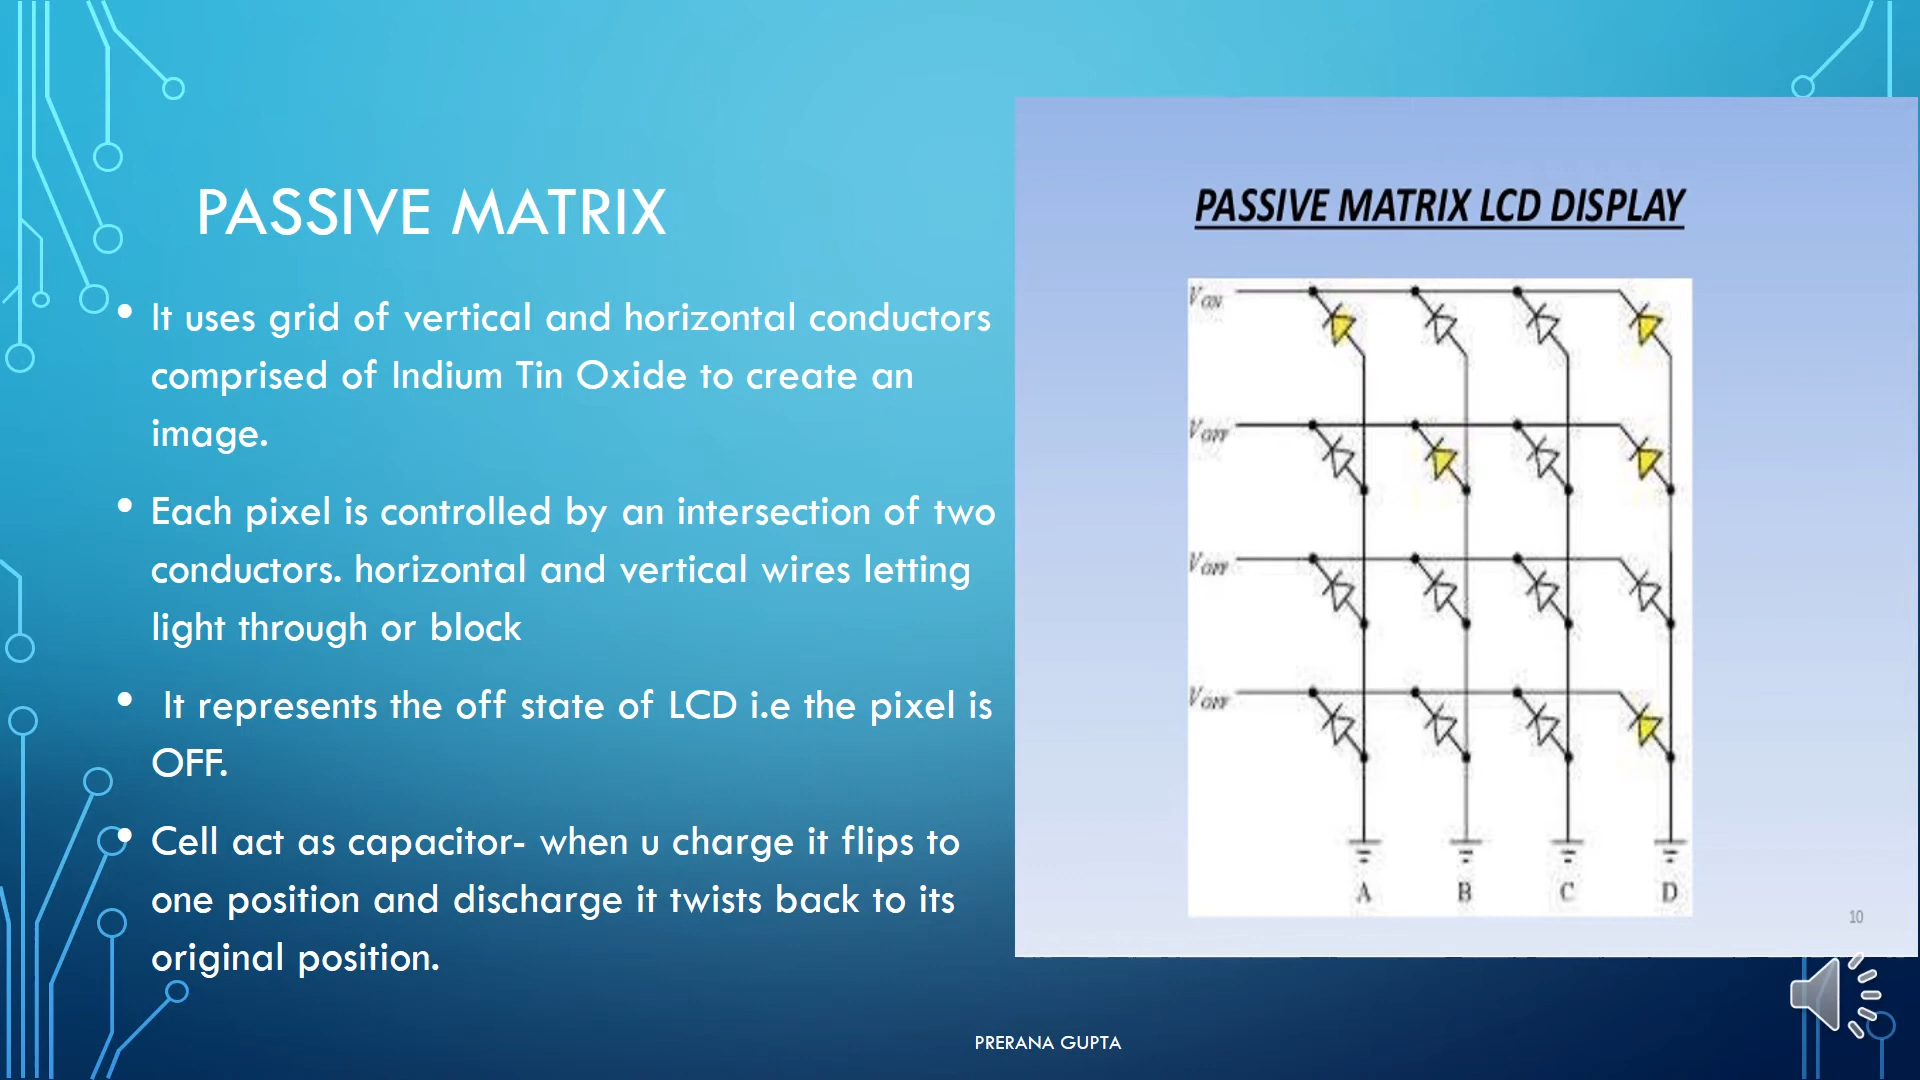 PASSIVE MATRIX
• It uses grid of vertical and horizontal conductors
comprised of Indium Tin Oxide to create an
image.
• Each pixel is controlled by an intersection of two
conductors. horizontal and vertical wires letting
light through or block
• It represents the off state of LCD i.e the pixel is
OFF.
• Cell act as capacitor- when u charge it flips to
one position and discharge it twists back to its
original position.
PASSIVE MATRIX LCD DISPLAY
VON
VOFF
VOFF
VOFF
A B C D
10
PRERANA GUPTA